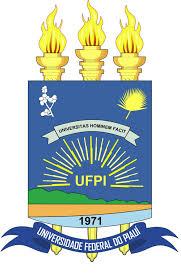 UNIVERSITAS HOMINEM FACIT
UFPI
1971
UNIVERSIDADE FEDERAL DO PIAUÍ